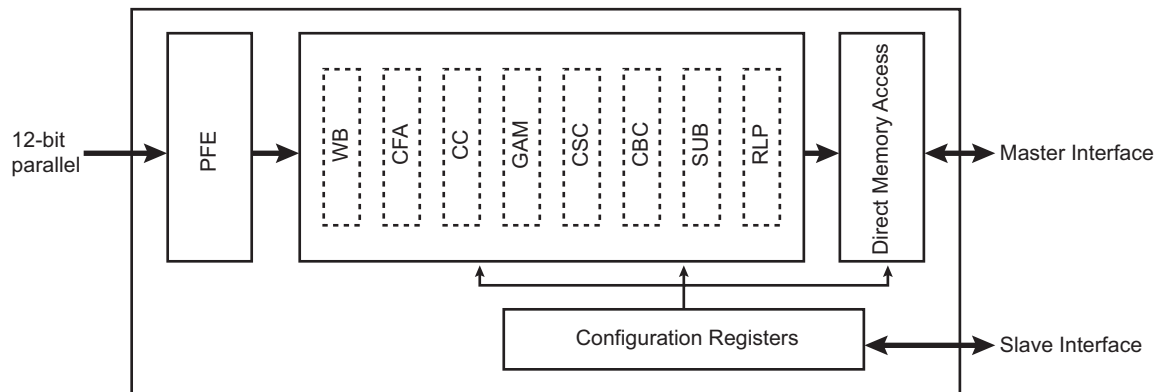 12-bit
parallel
PFE
WB
CFA
CC
GAM
CSC
CBC
SUB
RLP
Direct Memory Access
Master Interface
Configuration Registers
Slave Interface